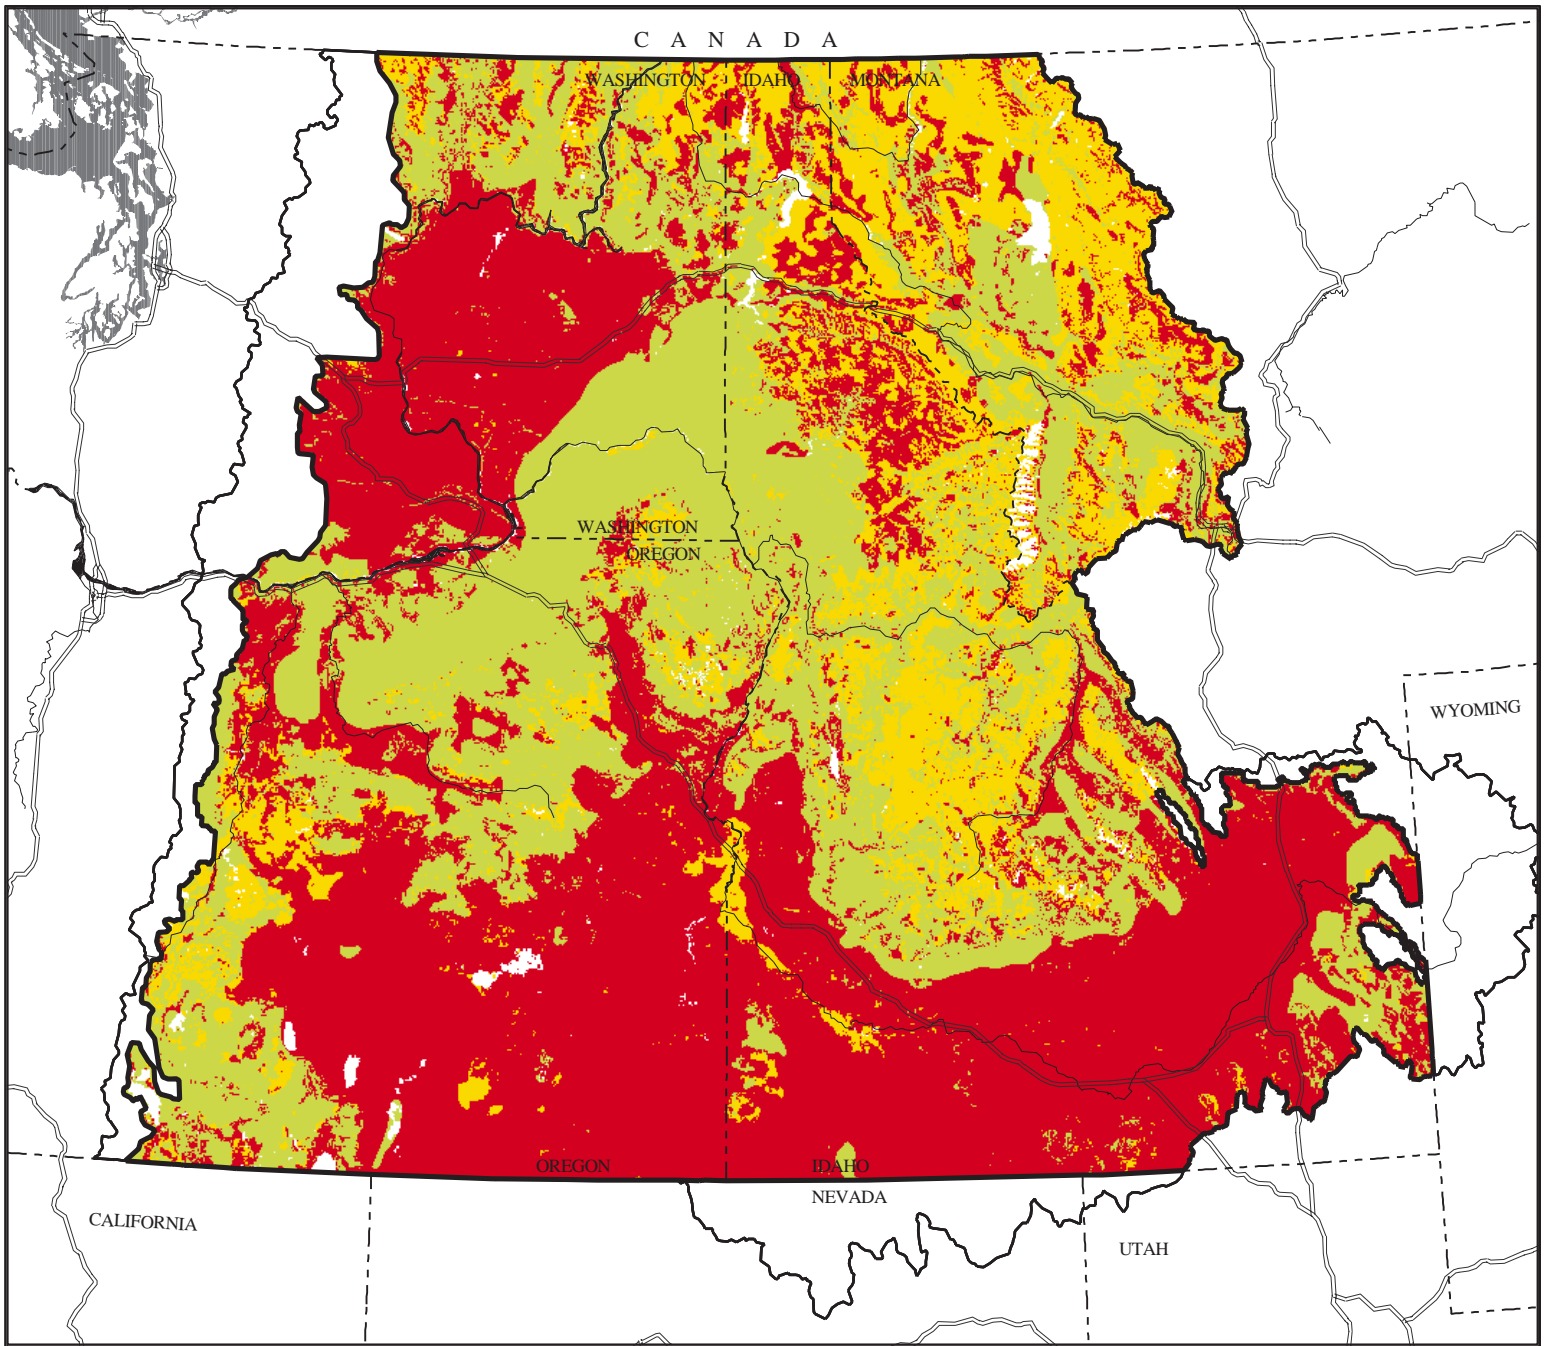 C A N A D A
WASHINGTON
IDAHO
MONTANA
WASHINGTON
OREGON
WYOMING
OREGON
IDAHO
NEVADA
CALIFORNIA
UTAH